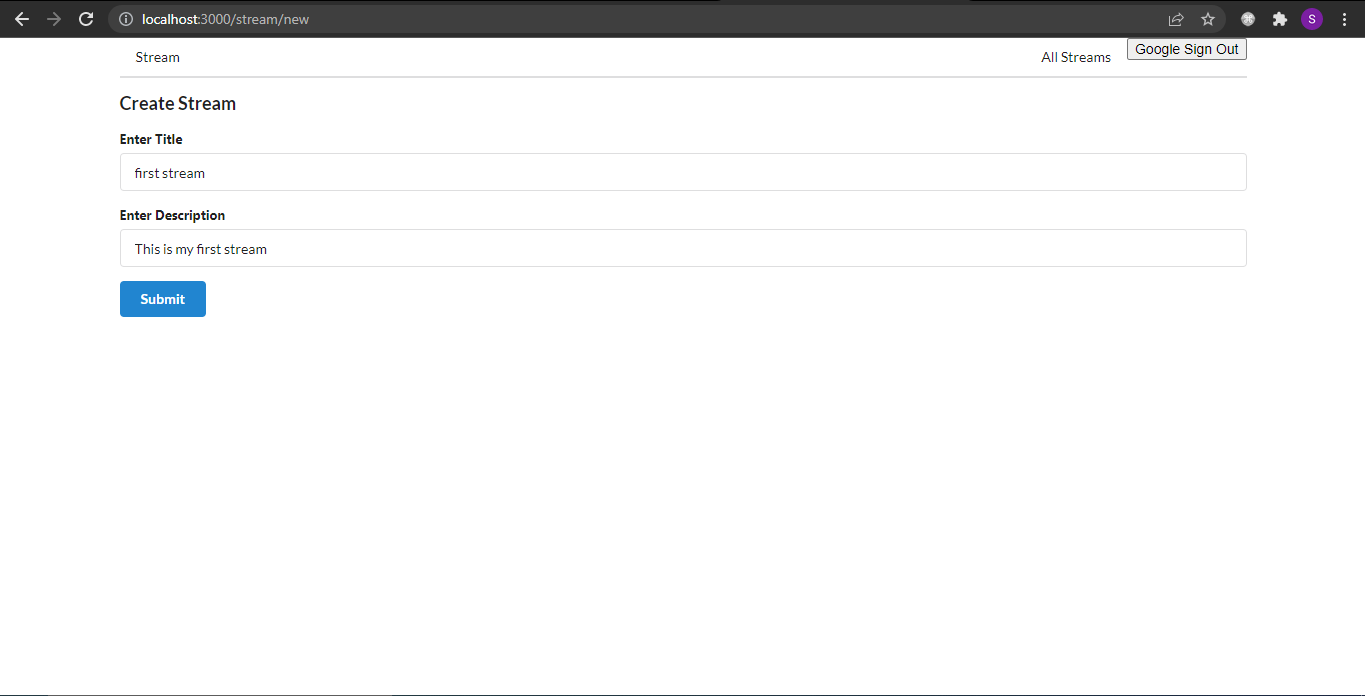 localhost:3000/stream/new
S
Stream
All Streams
Google Sign Out
Create Stream
Enter Title
first stream
Enter Description
This is my first stream
Submit